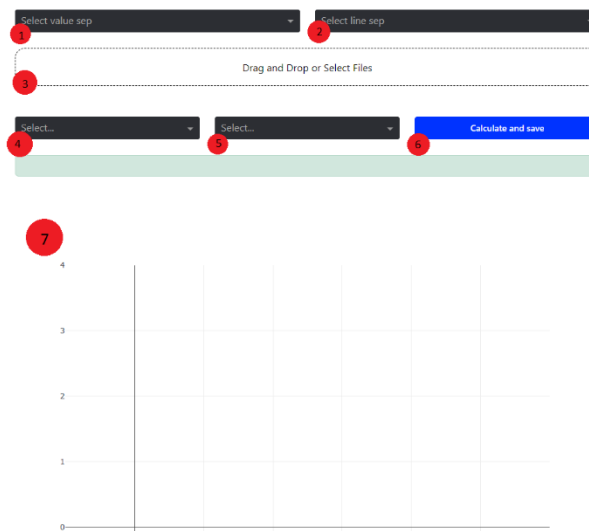 Select value sep
1
Select line sep
2
Drag and Drop or Select Files
3
Select...
4
Select...
5
Calculate and save
6
7
4
3
2
1
0